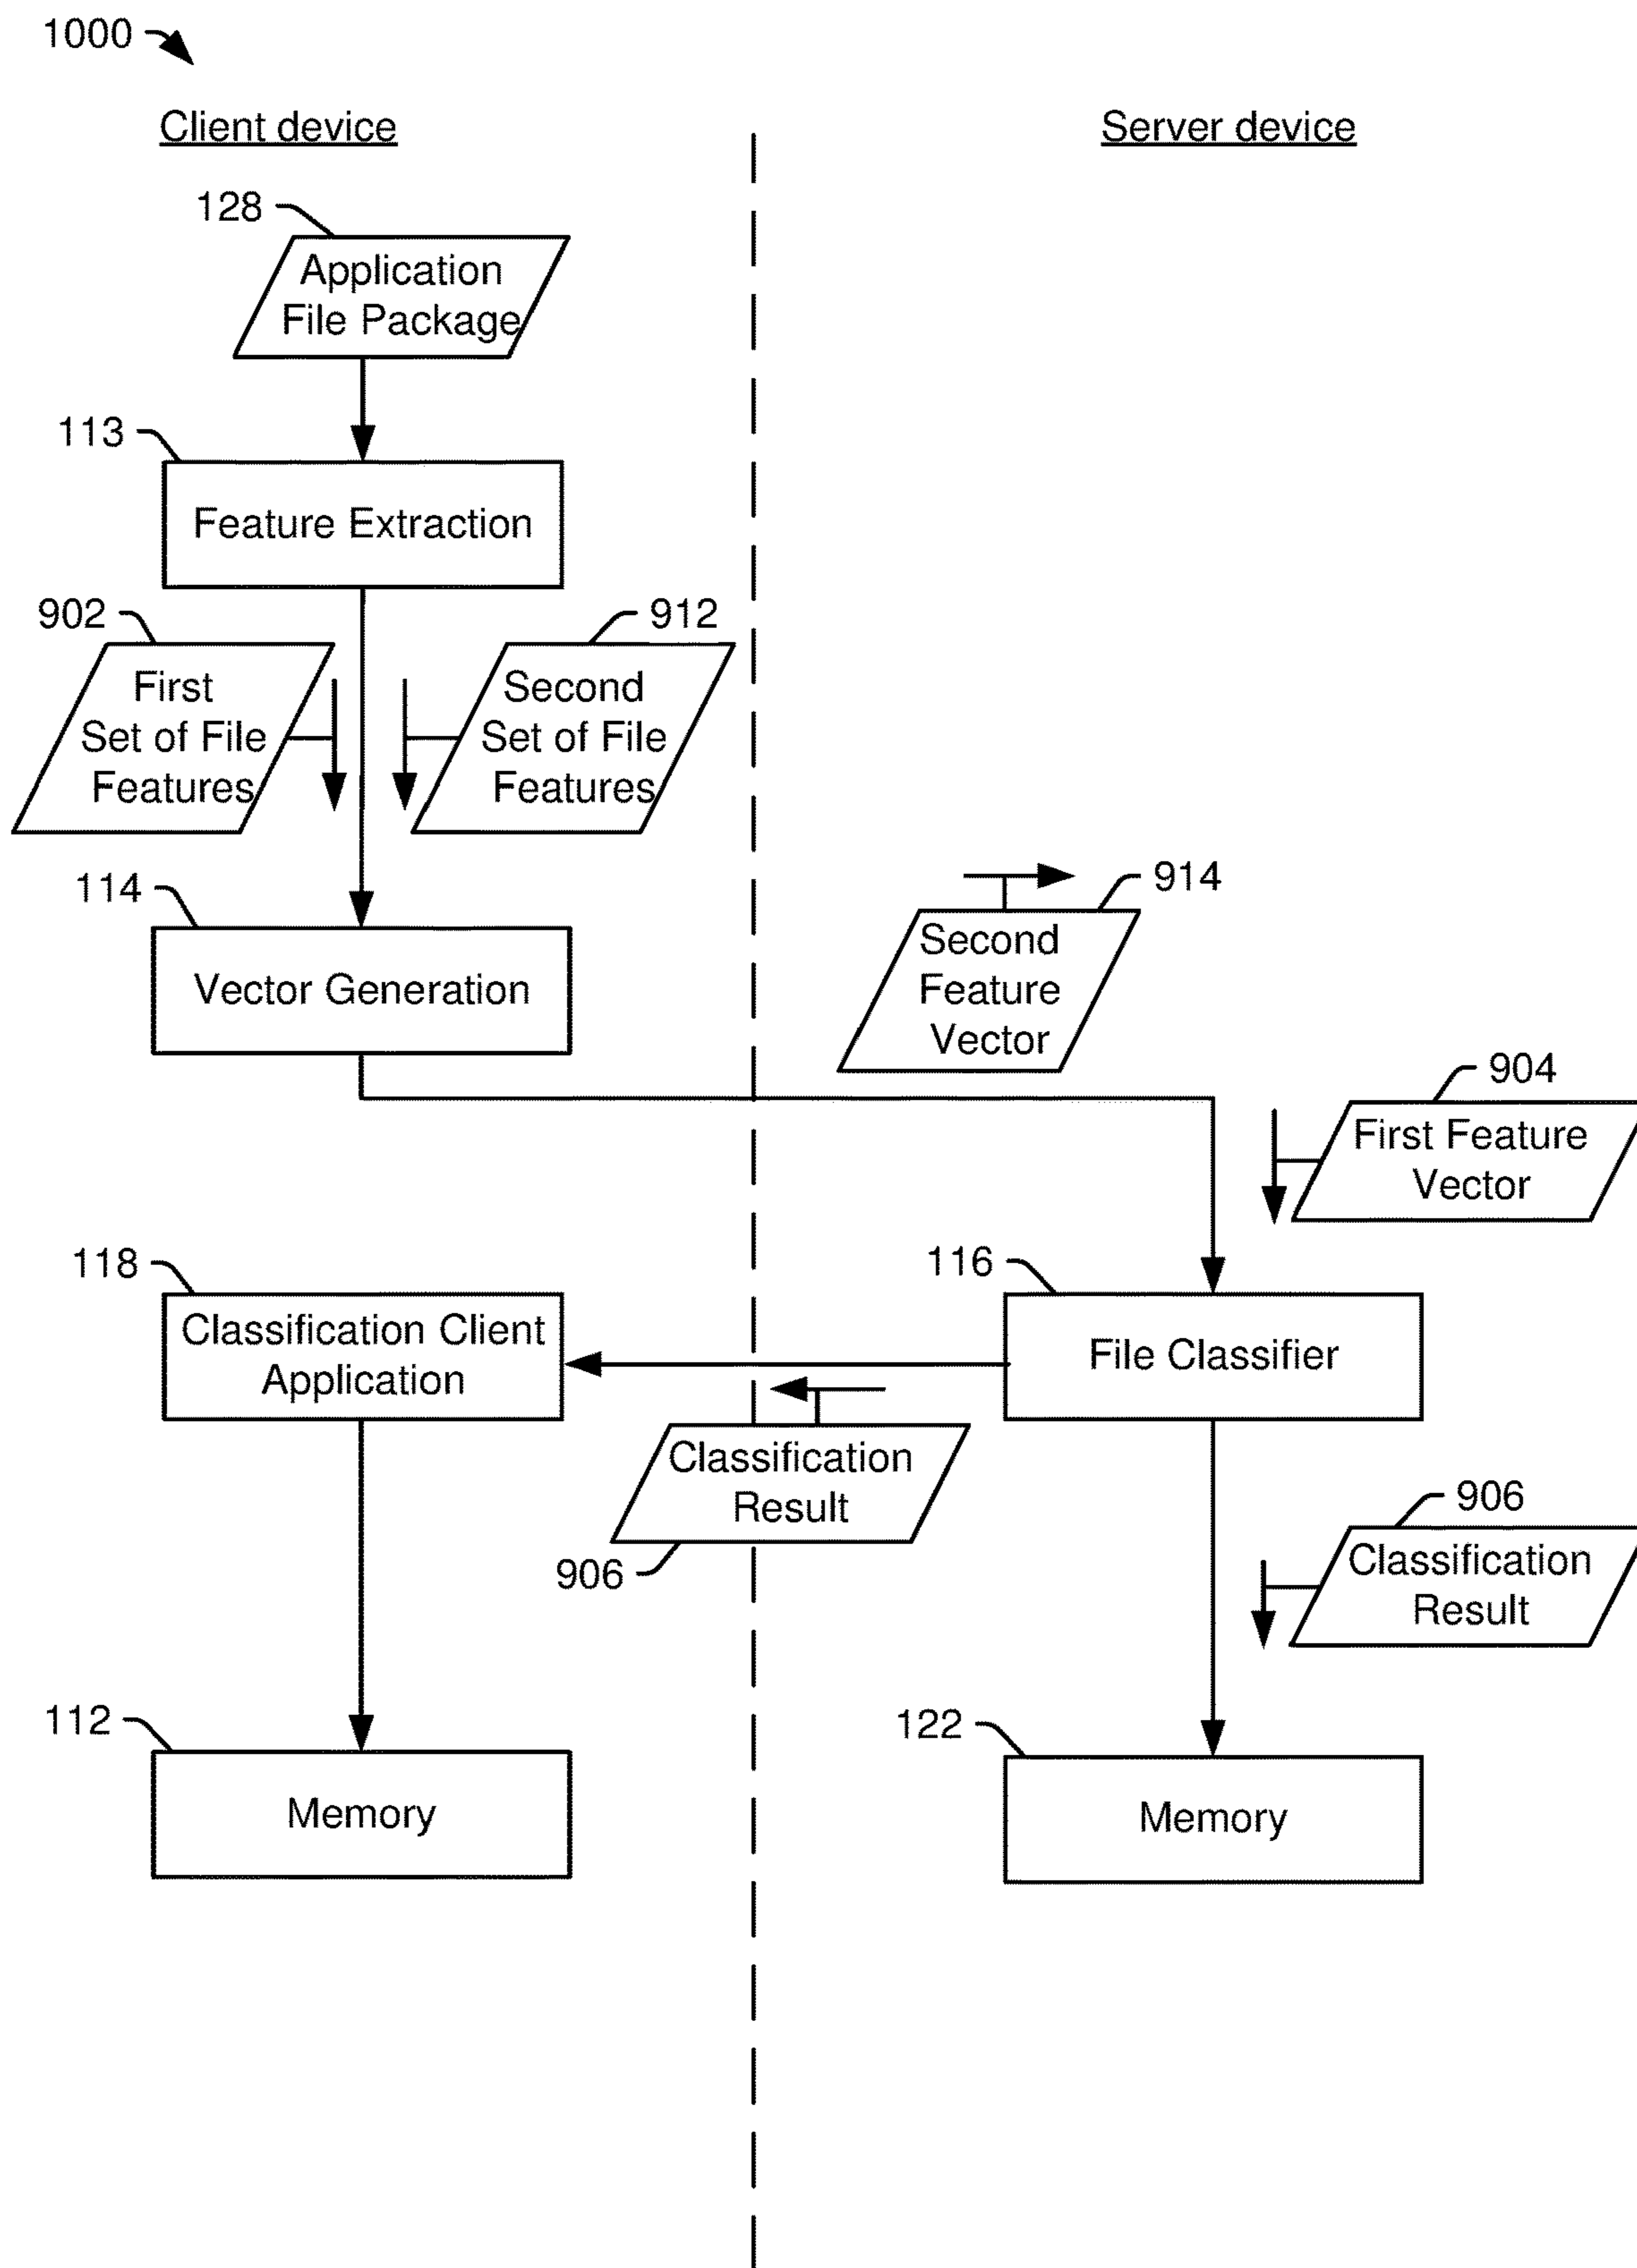 1000
Client device
Server device
128
Application
File Package
113
Feature Extraction
902
First
Set of File
Features
912
Second
Set of File
Features
114
Vector Generation
914
Second
Feature
Vector
904
First Feature
Vector
118
Classification Client
Application
116
File Classifier
Classification
Result
906
906
Classification
Result
112
Memory
122
Memory